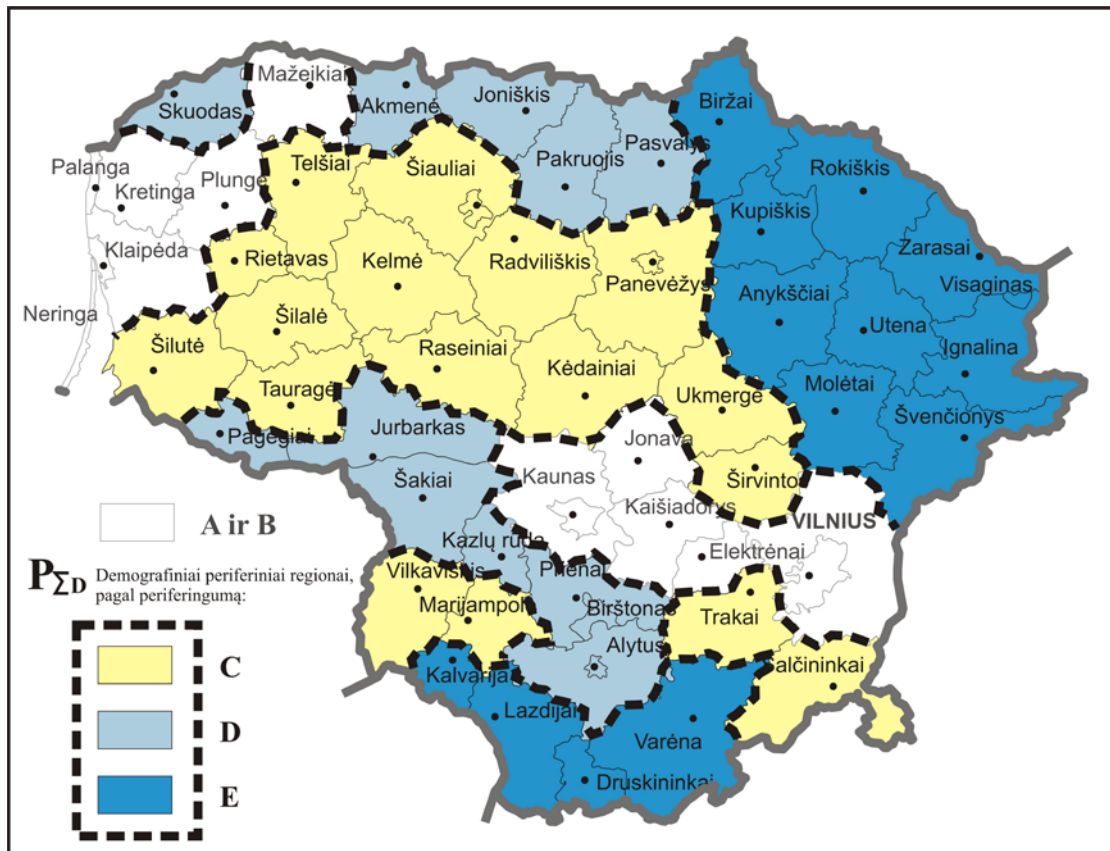 Mažeikiai
Skuodas
Akmenė
Joniškis
Biržai
Palanga
Kretinga
Plungė
Telšiai
Šiauliai
Pakruojis
Pasvalys
Rokiškis
Kupiškis
Klaipėda
Rietavas
Kelmė
Radviliškis
Panevėžys
Zarasai
Visaginas
Neringa
Šilutė
Šilalė
Raseiniai
Kėdainiai
Anykščiai
Utena
Ignalina
Tauragė
Ukmergė
Molėtai
Švenčionys
Pagėgiai
Jurbarkas
Jonava
Šakiai
Kaunas
Širvinto
Kaišiadorys
VILNIUS
Kazlų rūda
Elektrėnai
Vilkaviškis
Prienai
Marijampolė
Birštonas
Trakai
Alytus
Kalvarija
Šalčininkai
Lazdijai
Varėna
Druskininkai
A ir B
P∑D Demografiniai periferiniai regionai,
pagal periferingumą:
C
D
E